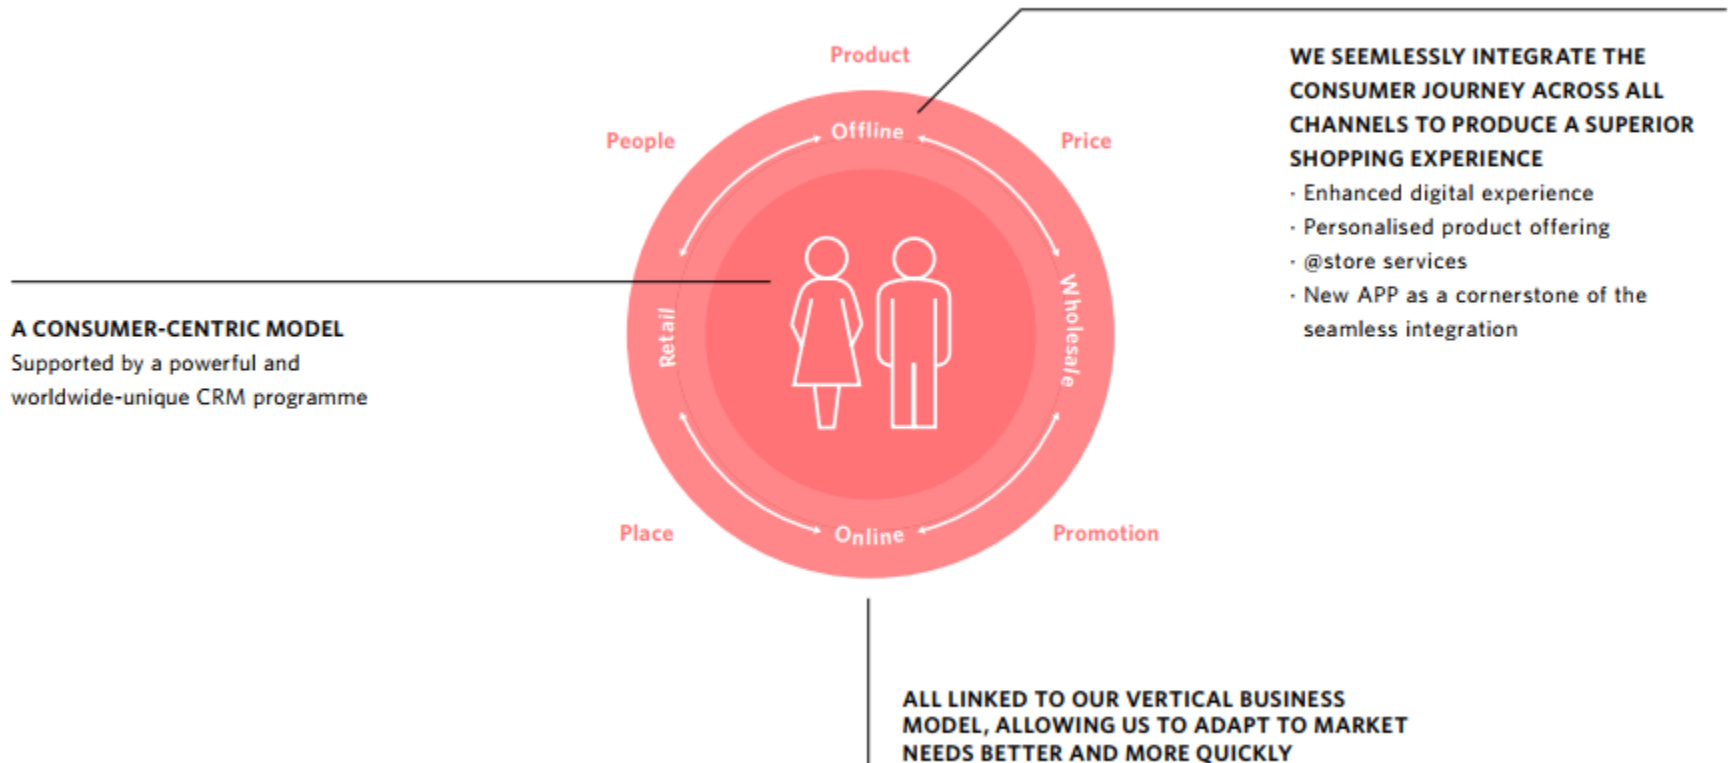 Product
People
Price
Offline
Retail
Wholesale
Online
Place
Promotion
WE SEEMLESSLY INTEGRATE THE
CONSUMER JOURNEY ACROSS ALL
CHANNELS TO PRODUCE A SUPERIOR
SHOPPING EXPERIENCE
· Enhanced digital experience
· Personalised product offering
· @store services
· New APP as a cornerstone of the
seamless integration
A CONSUMER-CENTRIC MODEL
Supported by a powerful and
worldwide-unique CRM programme
ALL LINKED TO OUR VERTICAL BUSINESS
MODEL, ALLOWING US TO ADAPT TO MARKET
NEEDS BETTER AND MORE QUICKLY